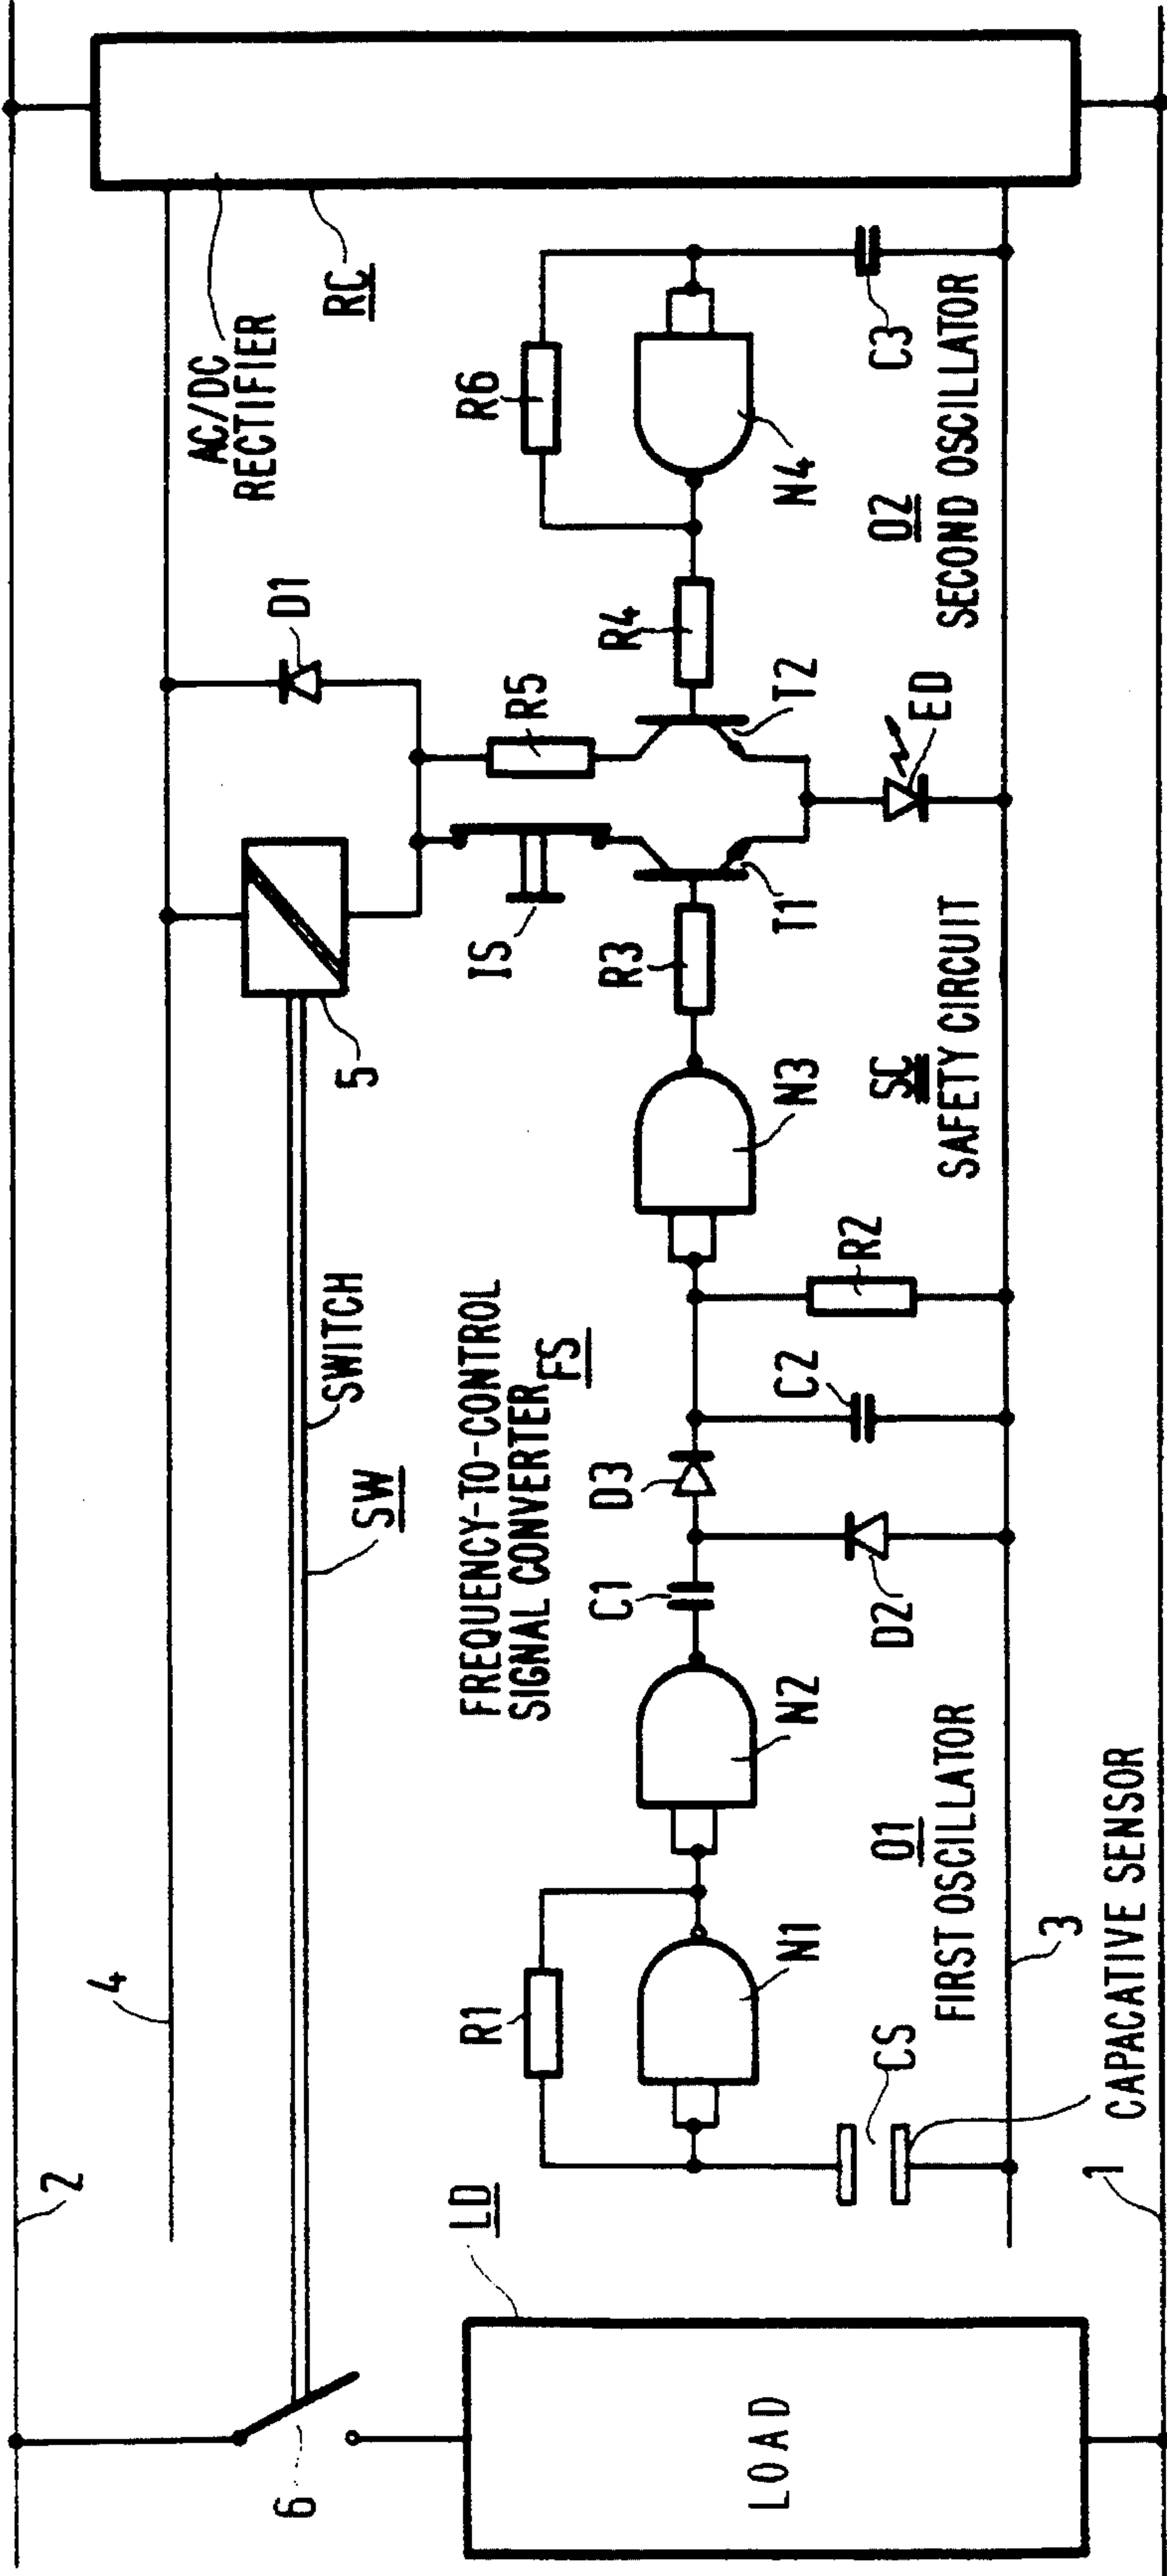 2
4
SWITCH
SW
5
6
AC/DC
RECTIFIER
RC
D1
LD
LOAD
R1
FREQUENCY-TO-CONTROL
SIGNAL CONVERTER
FS
IS
R5
R6
C1
D3
R3
R4
N1
N2
N3
N4
T1
T2
CS
D2
C2
R2
C3
ED
O1
FIRST OSCILLATOR
SC
SAFETY CIRCUIT
O2
SECOND OSCILLATOR
3
CAPACATIVE SENSOR
1